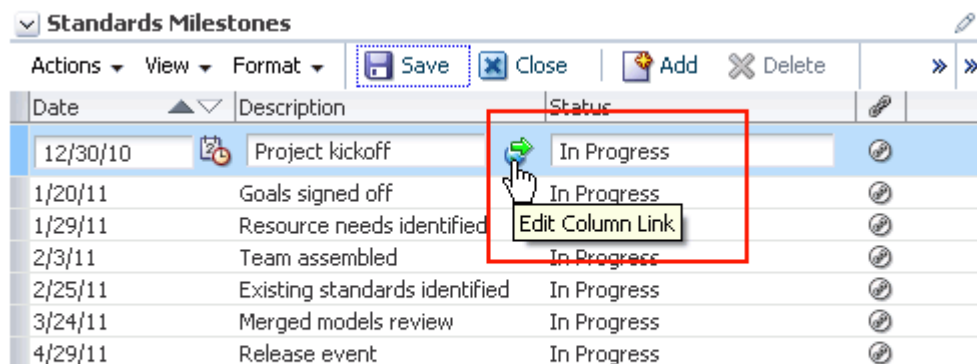 Standards Milestones
Actions View Format Save Close Add Delete » »
Date Description Status
12/30/10 Project kickoff In Progress
1/20/11 Goals signed off In Progress
1/29/11 Resource needs identified
Edit Column Link
2/3/11 Team assembled In Progress
2/25/11 Existing standards identified In Progress
3/24/11 Merged models review In Progress
4/29/11 Release event In Progress